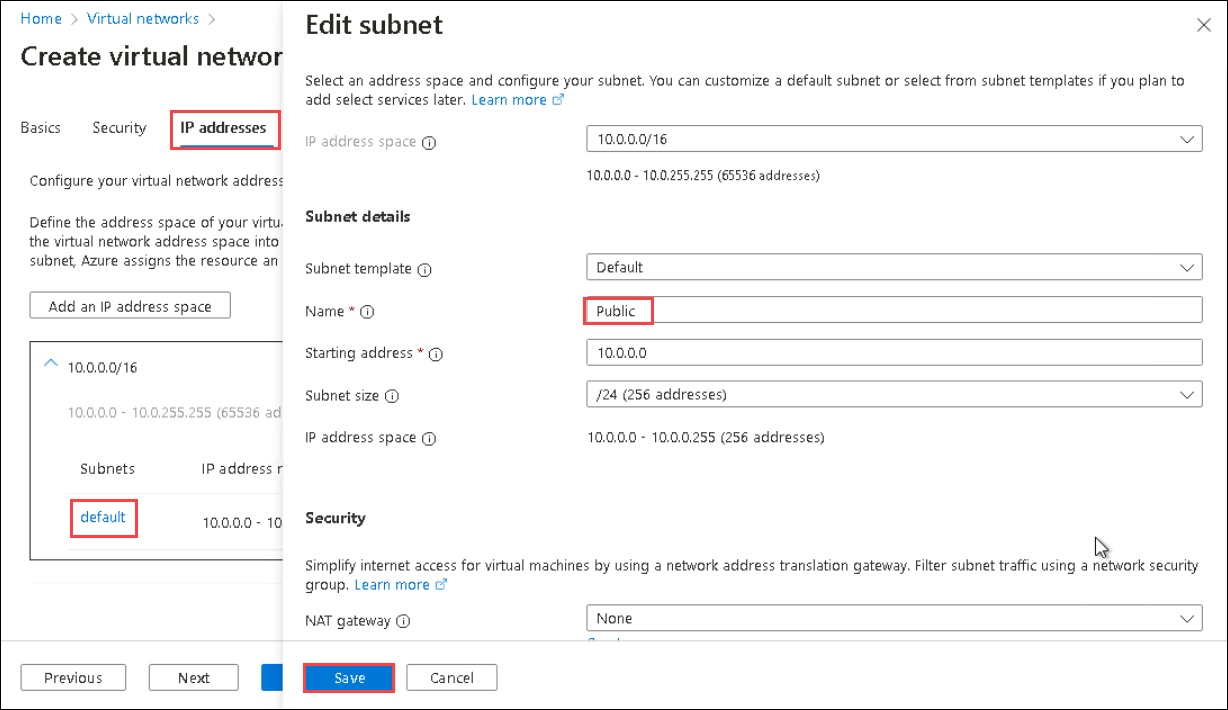 Home > Virtual networks >
Create virtual networ
Basics Security IP addresses
Configure your virtual network address
Define the address space of your virtu
the virtual network address space into
subnet, Azure assigns the resource an
Add an IP address space
10.0.0.0/16
10.0.0.0 - 10.0.255.255 (65536 ad
Subnets IP address r
default 10.0.0.0 - 10
Previous Next
Edit subnet
Select an address space and configure your subnet. You can customize a default subnet or select from subnet templates if you plan to
add select services later. Learn more
IP address space 10.0.0.0/16
10.0.0.0 - 10.0.255.255 (65536 addresses)
Subnet details
Subnet template Default
Name * Public
Starting address * 10.0.0.0
Subnet size /24 (256 addresses)
IP address space 10.0.0.0 - 10.0.0.255 (256 addresses)
Security
Simplify internet access for virtual machines by using a network address translation gateway. Filter subnet traffic using a network security
group. Learn more
NAT gateway None
Save Cancel